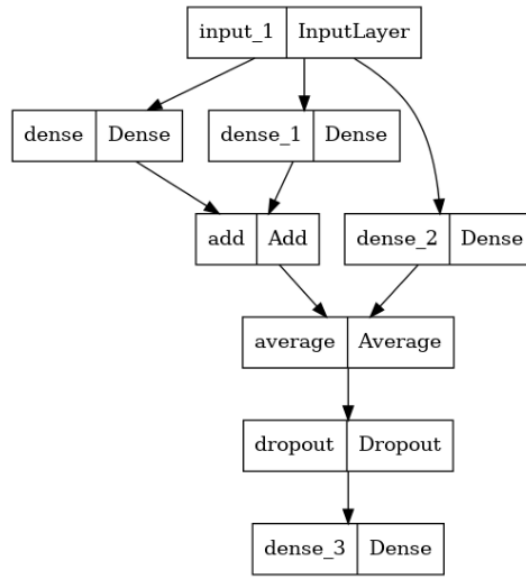 input_1 InputLayer
dense Dense
dense_1 Dense
add Add
dense_2 Dense
average Average
dropout Dropout
dense_3 Dense